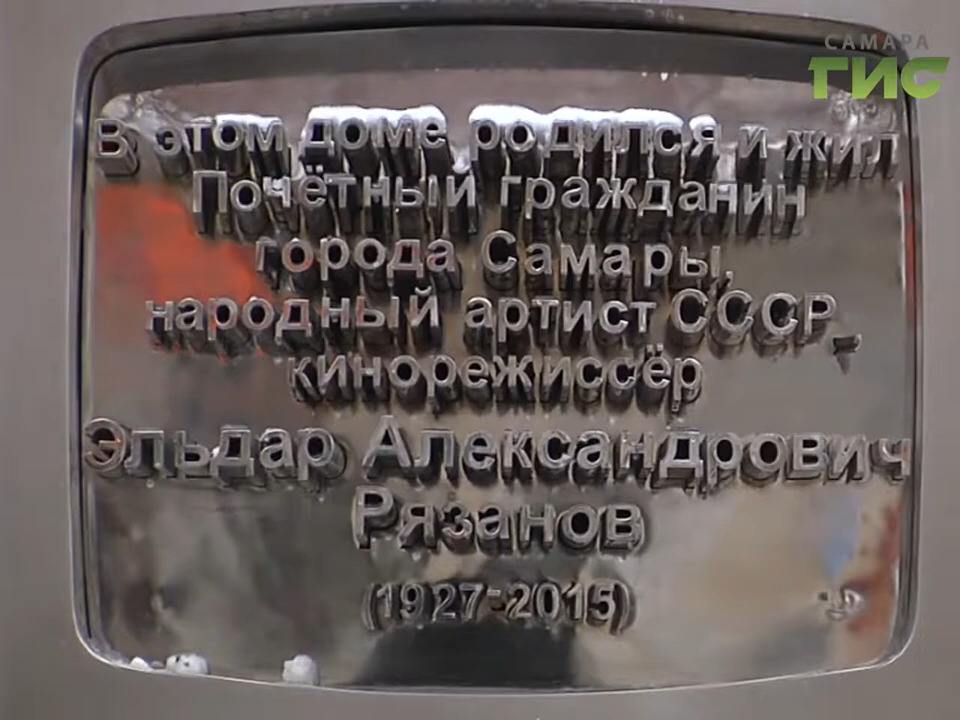 САМАРА
ГИС
В этом доме родился и жил
Почётный гражданин
города Самары,
народный артист СССР,
кинорежиссёр
Эльдар Александрович
Рязанов
(1927-2015)